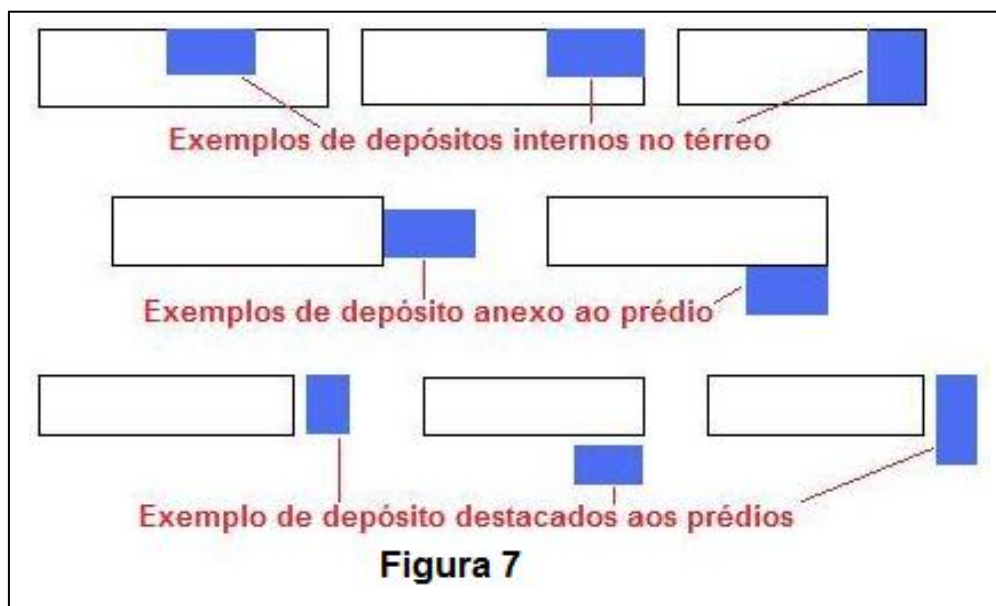 Exemplos de depósitos internos no térreo
Exemplos de depósito anexo ao prédio
Exemplo de depósito destacados aos prédios
Figura 7